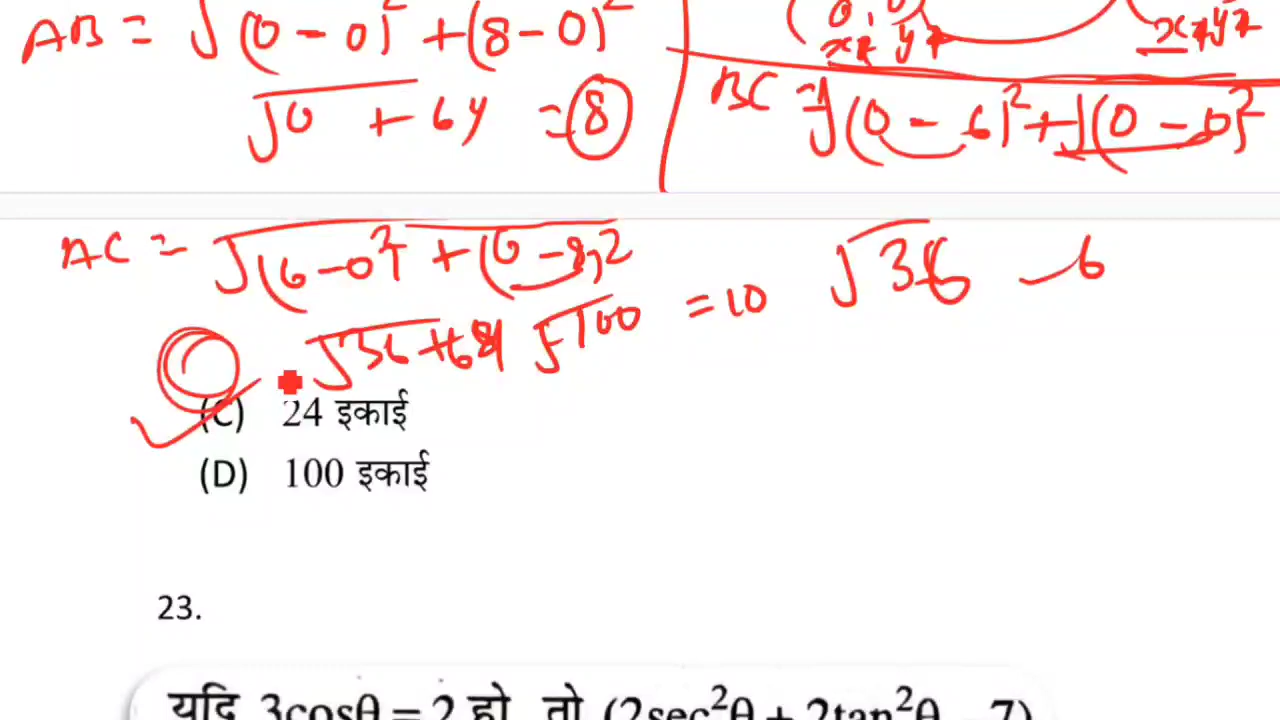 AB = √(0 - 0)² + (8 - 0)²
√0 + 64 = 8
BC = √(0 - 6)² + √(0 - 0)²
AC = √(6 - 0)² + (0 - 8)²
√36 + 64 √100 = 10 √36 6
(C) 24 इकाई
(D) 100 इकाई
23.
यदि 3cosθ = 2 हो, तो (2sec²θ + 2tan²θ - 7)